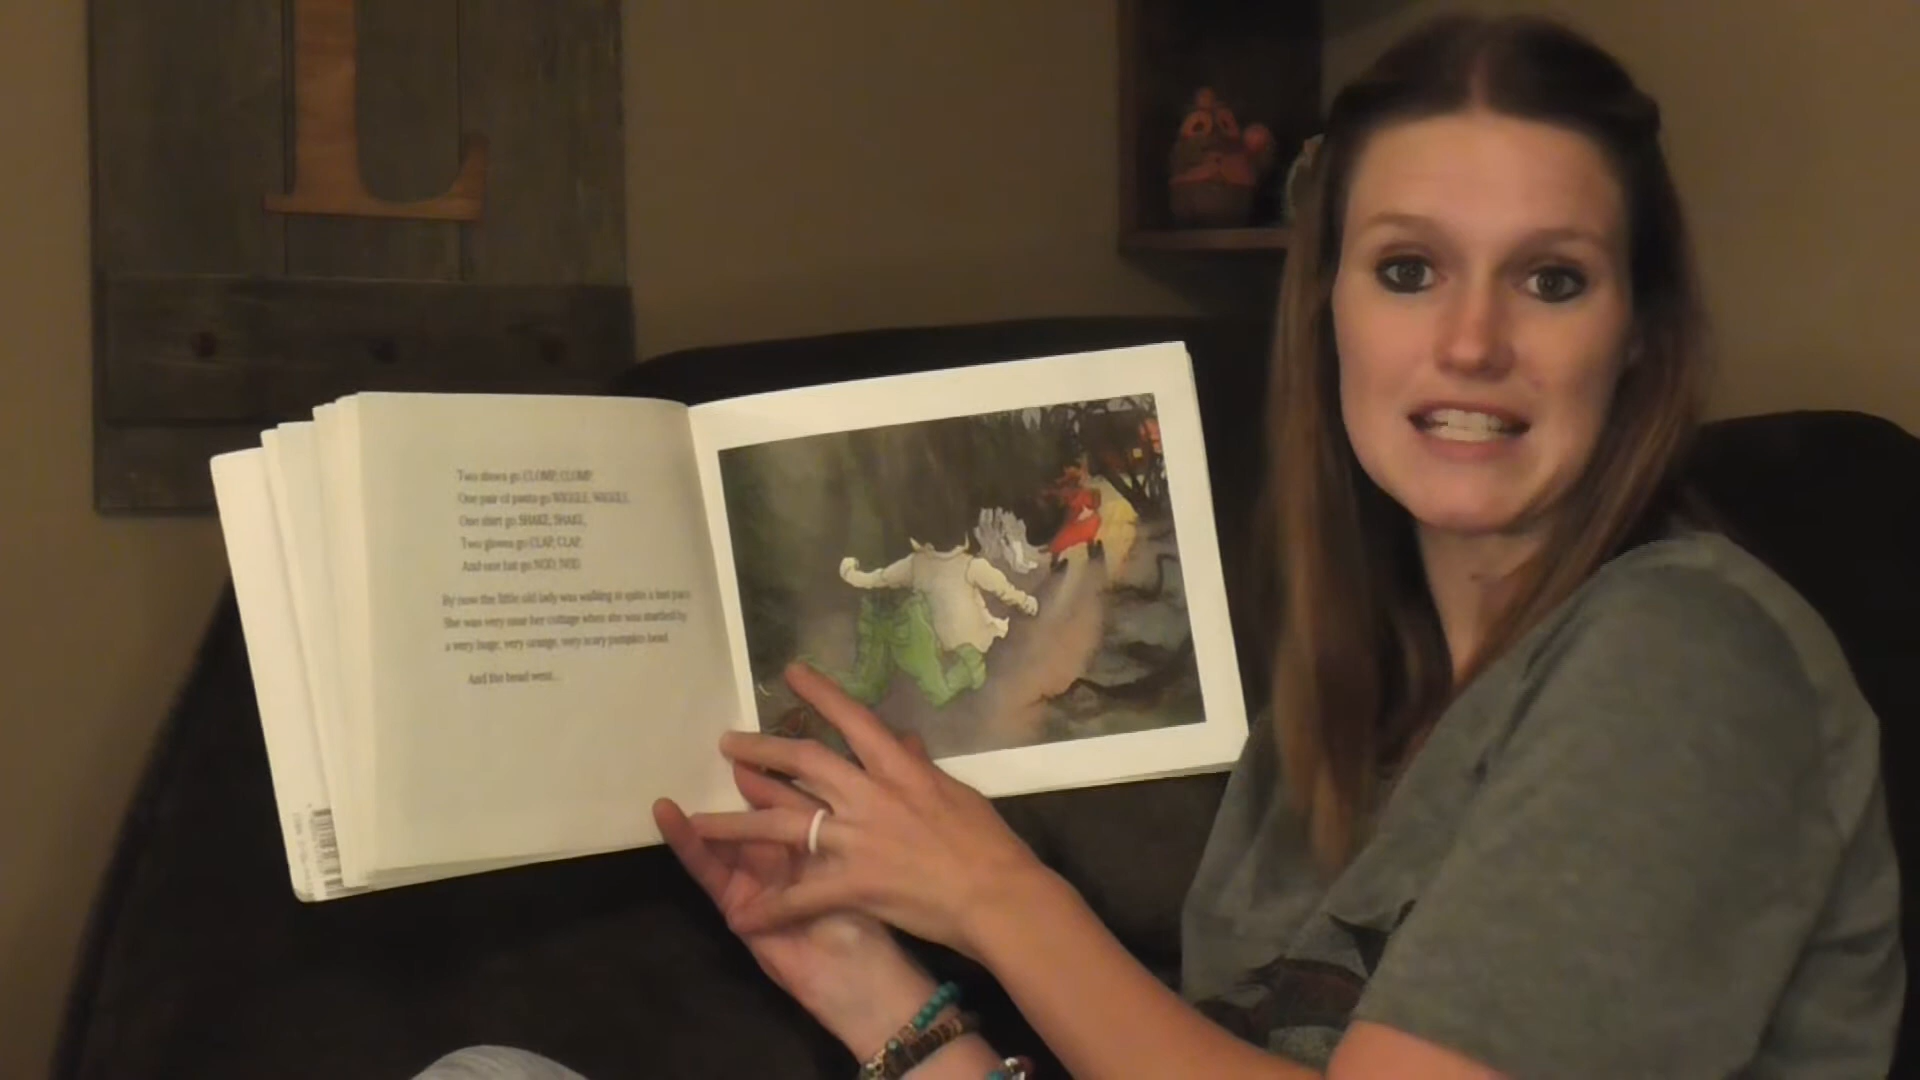 L
Two shoes go CLOMP, CLOMP,
One pair of pants go WIGGLE, WIGGLE,
One shirt go SHAKE, SHAKE,
Two gloves go CLAP, CLAP,
And one hat go NOD, NOD.
By now the little old lady was walking at quite a fast pace.
She was very near her cottage when she was startled by
a very huge, very orange, very scary pumpkin head.
And the head went...